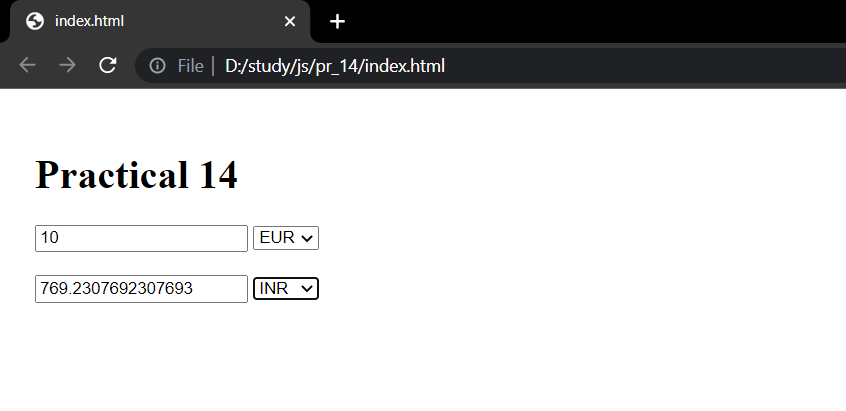 index.html
File | D:/study/js/pr_14/index.html
Practical 14
10 EUR
769.2307692307693 INR